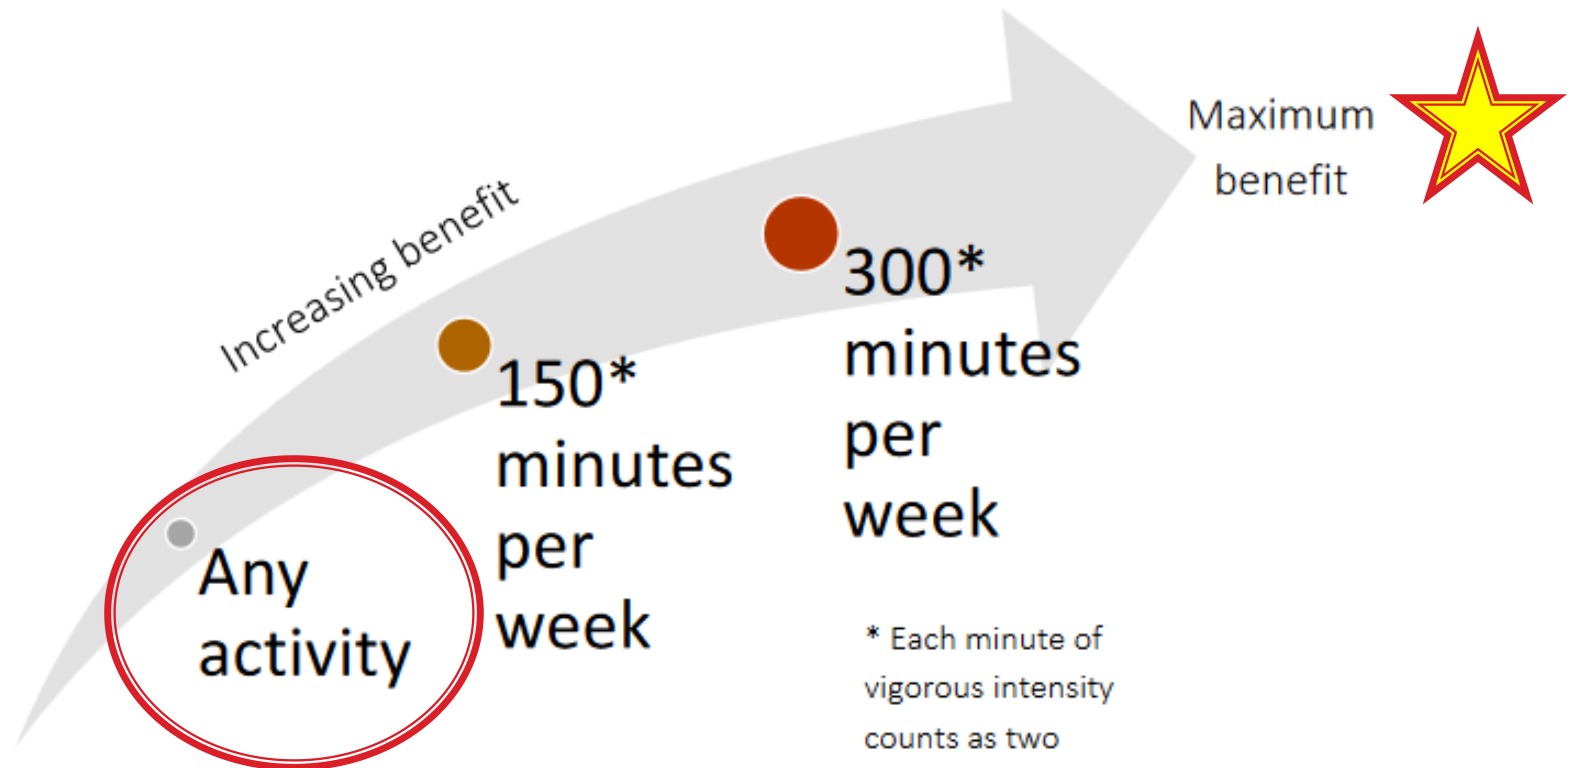 Maximum
benefit
Increasing benefit
300*
minutes
per
week
150*
minutes
per
week
Any
activity
* Each minute of
vigorous intensity
counts as two